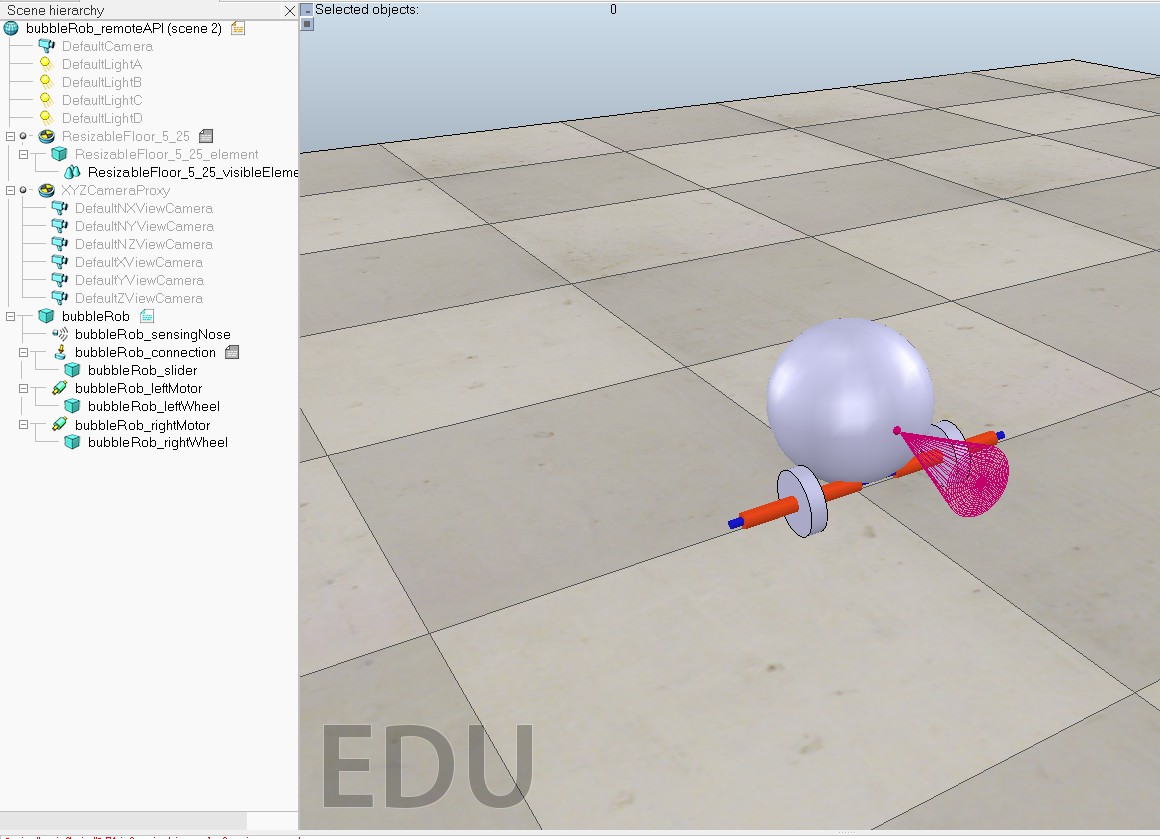 Scene hierarchy
Selected objects: 0
bubbleRob_remoteAPI (scene 2)
DefaultCamera
DefaultLightA
DefaultLightB
DefaultLightC
DefaultLightD
ResizableFloor_5_25
ResizableFloor_5_25_element
ResizableFloor_5_25_visibleEleme
XYZCameraProxy
DefaultNXViewCamera
DefaultNYViewCamera
DefaultNZViewCamera
DefaultXViewCamera
DefaultYViewCamera
DefaultZViewCamera
bubbleRob
bubbleRob_sensingNose
bubbleRob_connection
bubbleRob_slider
bubbleRob_leftMotor
bubbleRob_leftWheel
bubbleRob_rightMotor
bubbleRob_rightWheel
EDU